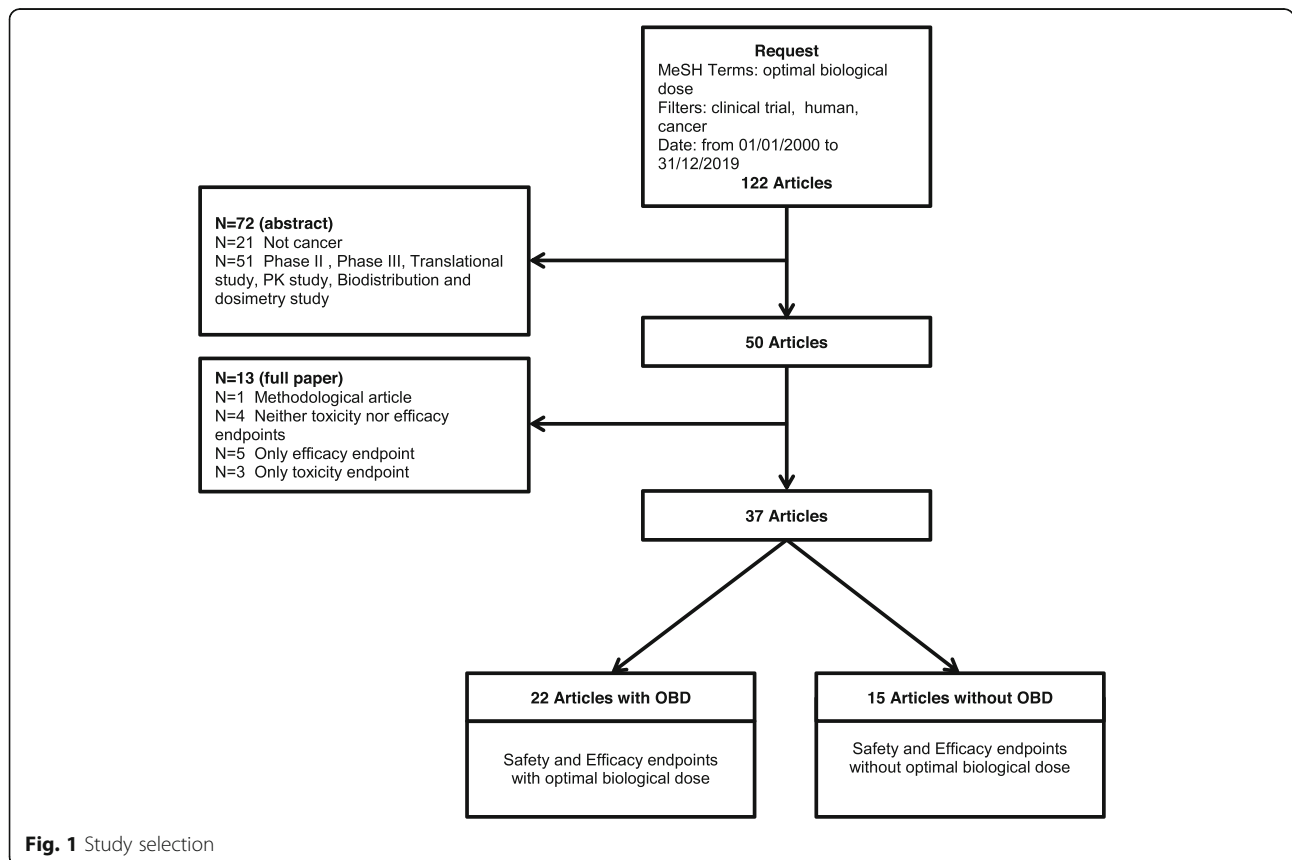 Request
MeSH Terms: optimal biological
dose
Filters: clinical trial, human,
cancer
Date: from 01/01/2000 to
31/12/2019
122 Articles
N=72 (abstract)
N=21 Not cancer
N=51 Phase II , Phase III, Translational
study, PK study, Biodistribution and
dosimetry study
50 Articles
N=13 (full paper)
N=1 Methodological article
N=4 Neither toxicity nor efficacy
endpoints
N=5 Only efficacy endpoint
N=3 Only toxicity endpoint
37 Articles
22 Articles with OBD
Safety and Efficacy endpoints
with optimal biological dose
15 Articles without OBD
Safety and Efficacy endpoints
without optimal biological dose
Fig. 1 Study selection